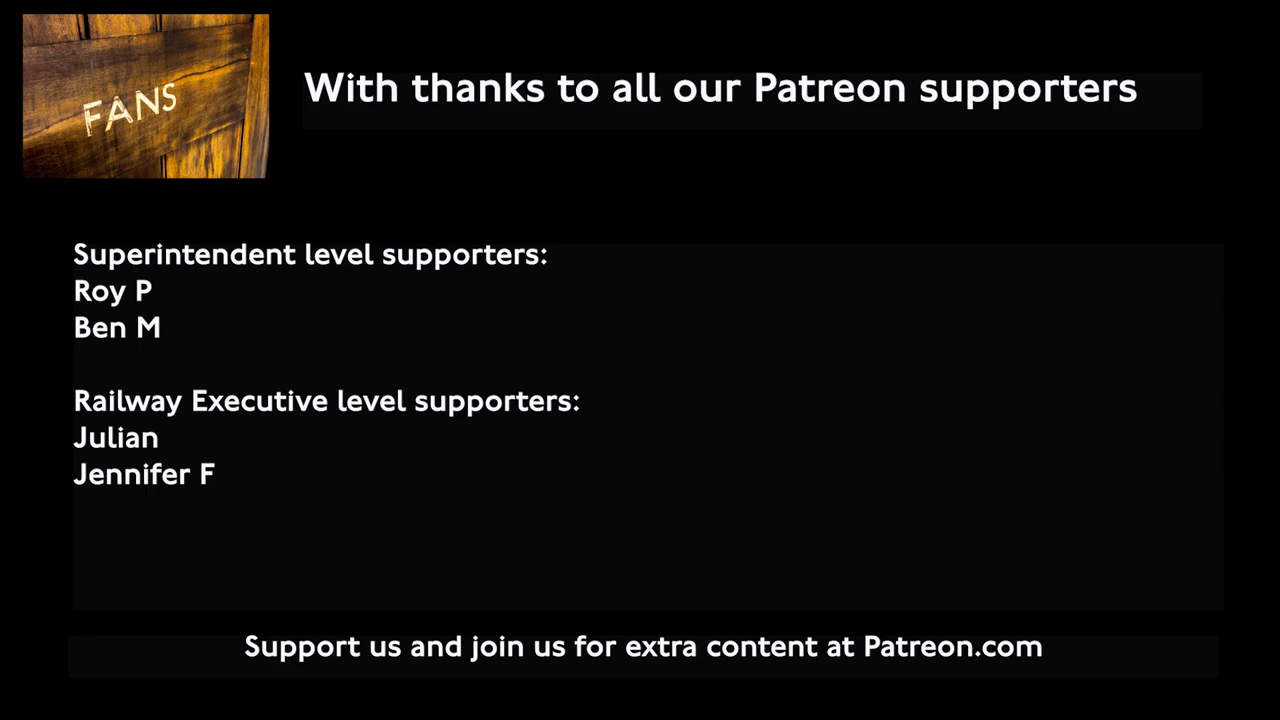 FANS
With thanks to all our Patreon supporters
Superintendent level supporters:
Roy P
Ben M
Railway Executive level supporters:
Julian
Jennifer F
Support us and join us for extra content at Patreon.com